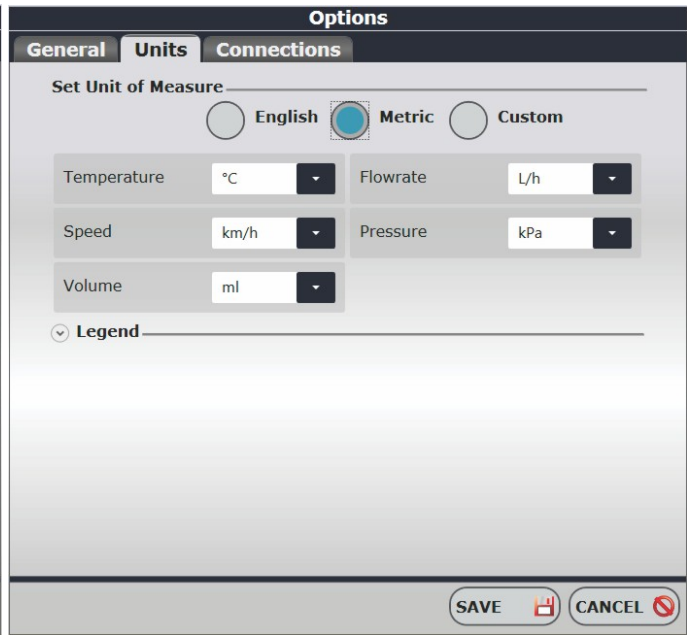 Options
General Units Connections
Set Unit of Measure
English Metric Custom
Temperature °C Flowrate L/h
Speed km/h Pressure kPa
Volume ml
Legend
SAVE CANCEL